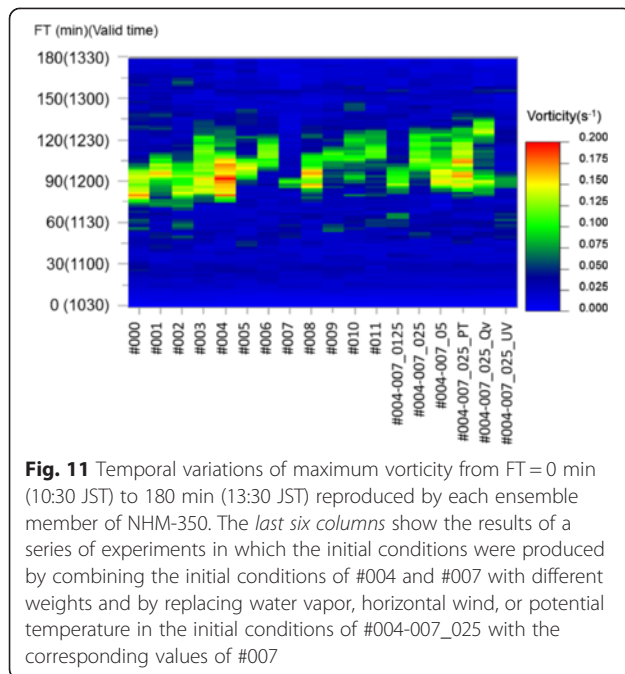 FT (min)(Valid time)
180(1330)
150(1300)
120(1230)
90(1200)
60(1130)
30(1100)
0 (1030)
Vorticity(s⁻¹)
0.200
0.175
0.150
0.125
0.100
0.075
0.050
0.025
0.000
#000
#001
#002
#003
#004
#005
#006
#007
#008
#009
#010
#011
#004-007_0125
#004-007_025
#004-007_05
#004-007_025_PT
#004-007_025_Qv
#004-007_025_UV
Fig. 11 Temporal variations of maximum vorticity from FT = 0 min
(10:30 JST) to 180 min (13:30 JST) reproduced by each ensemble
member of NHM-350. The last six columns show the results of a
series of experiments in which the initial conditions were produced
by combining the initial conditions of #004 and #007 with different
weights and by replacing water vapor, horizontal wind, or potential
temperature in the initial conditions of #004-007_025 with the
corresponding values of #007